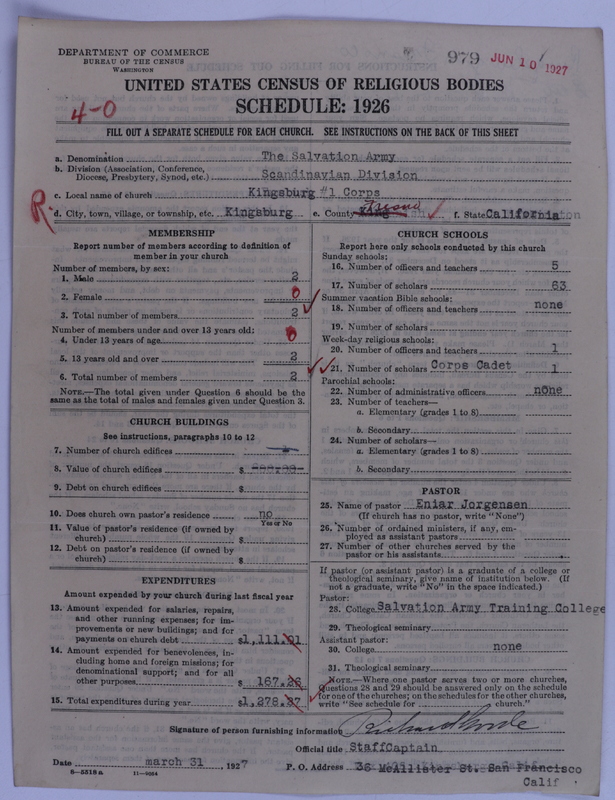 979 JUN 10 1927
DEPARTMENT OF COMMERCE
BUREAU OF THE CENSUS
WASHINGTON
UNITED STATES CENSUS OF RELIGIOUS BODIES
4-0
SCHEDULE: 1926
FILL OUT A SEPARATE SCHEDULE FOR EACH CHURCH. SEE INSTRUCTIONS ON THE BACK OF THIS SHEET
a. Denomination The Salvation Army
b. Division (Association, Conference,
Diocese, Presbytery, Synod, etc.) Scandinavian Division
c. Local name of church Kingsburg #1 Corps
R.
d. City, town, village, or township, etc. Kingsburg e. County Fresno f. State California
MEMBERSHIP
Report number of members according to definition of
member in your church
Number of members, by sex:
1. Male 2
2. Female 0
3. Total number of members 2
Number of members under and over 13 years old:
4. Under 13 years of age 0
5. 13 years old and over 2
6. Total number of members 2
NOTE.—The total given under Question 6 should be the
same as the total of males and females given under Question 3.
CHURCH BUILDINGS
See instructions, paragraphs 10 to 12
7. Number of church edifices
8. Value of church edifices $
9. Debt on church edifices $
10. Does church own pastor's residence no
Yes or No
11. Value of pastor's residence (if owned by
church) $
12. Debt on pastor's residence (if owned by
church) $
EXPENDITURES
Amount expended by your church during last fiscal year
13. Amount expended for salaries, repairs,
and other running expenses; for im-
provements or new buildings; and for
payments on church debt $1,111.01
14. Amount expended for benevolences, in-
cluding home and foreign missions; for
denominational support; and for all
other purposes $ 167.26
15. Total expenditures during year $1,278.27
CHURCH SCHOOLS
Report here only schools conducted by this church
Sunday schools:
16. Number of officers and teachers 5
17. Number of scholars 63
Summer vacation Bible schools:
18. Number of officers and teachers none
19. Number of scholars
Week-day religious schools:
20. Number of officers and teachers 1
21. Number of scholars Corps Cadet 1
Parochial schools:
22. Number of administrative officers none
23. Number of teachers—
a. Elementary (grades 1 to 8)
b. Secondary
24. Number of scholars—
a. Elementary (grades 1 to 8)
b. Secondary
PASTOR
25. Name of pastor Eniar Jorgensen
(If church has no pastor, write "None")
26. Number of ordained ministers, if any, em-
ployed as assistant pastors
27. Number of other churches served by the
pastor or his assistants
If pastor (or assistant pastor) is a graduate of a college or
theological seminary, give name of institution below. (If
not a graduate, write "No" in the space indicated.)
Pastor:
28. College Salvation Army Training College
29. Theological seminary
Assistant pastor:
30. College none
31. Theological seminary
NOTE.—Where one pastor serves two or more churches,
Questions 28 and 29 should be answered only on the schedule
for one of the churches; on the schedules for the other churches,
write "See schedule for church."
Signature of person furnishing information
Official title StaffCaptain
Date march 31 1927 P. O. Address 36 McAllister St. San Francisco
8—5518 a 11—9054 Calif